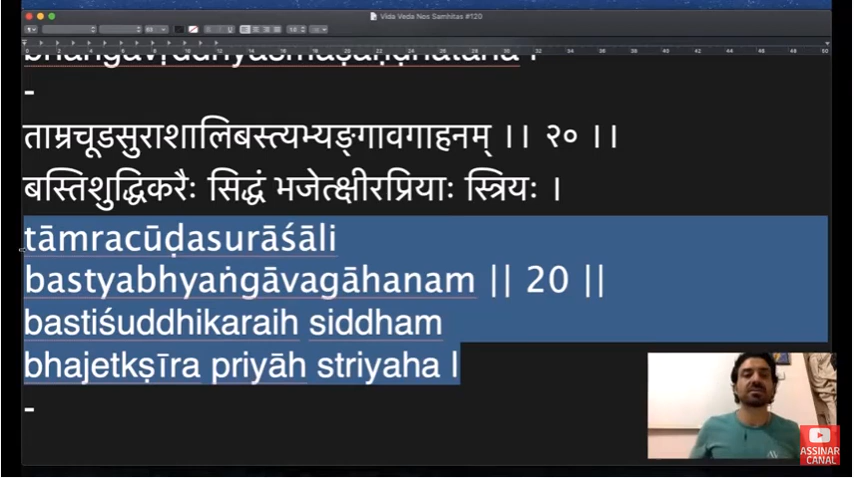 Vida Veda Nos Samhitas #120
-
ताम्रचूडसुराशालिबस्त्यभ्यङ्गावगाहनम् ।। २० ।।
बस्तिशुद्धिकरैः सिद्धं भजेत्क्षीरप्रियाः स्त्रियः ।
tāmracūḍasurāśāli
bastyabhyaṅgāvagāhanam || 20 ||
bastiśuddhikaraih siddham
bhajetkṣīra priyāh striyaha l
-
ASSINAR
CANAL